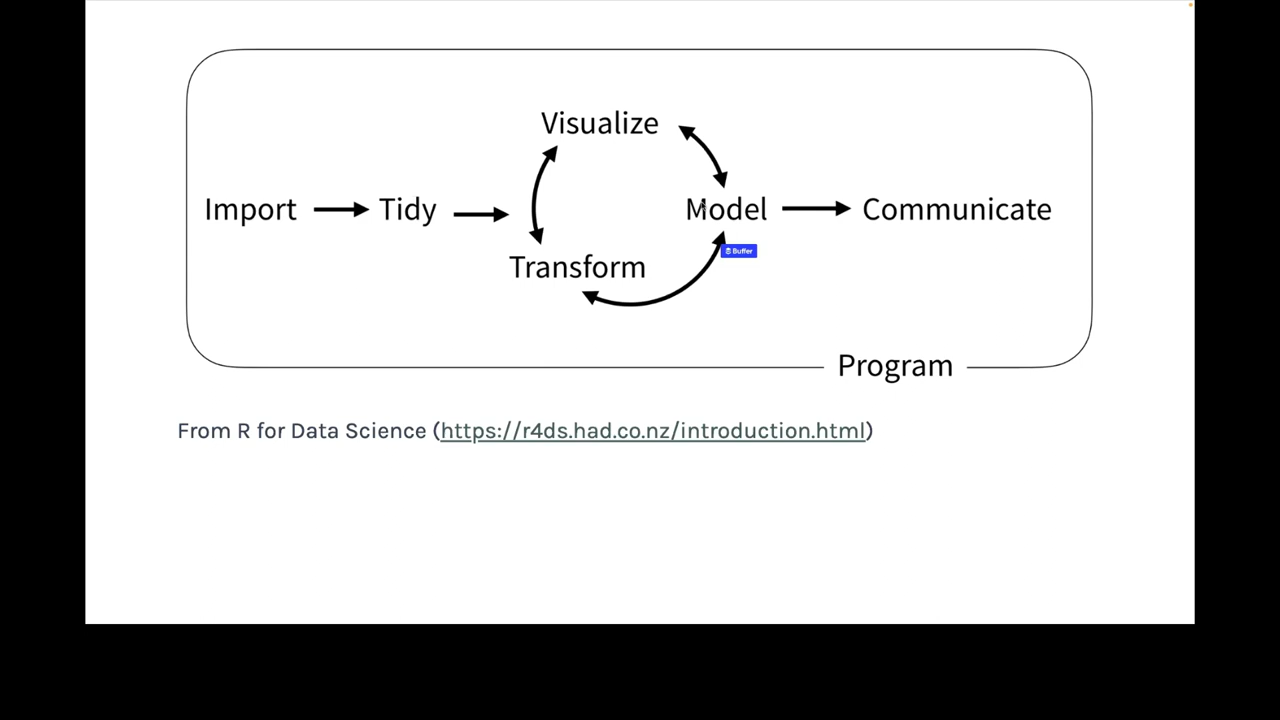 Visualize
Import Tidy Model Communicate
Buffer
Transform
Program
From R for Data Science (https://r4ds.had.co.nz/introduction.html)